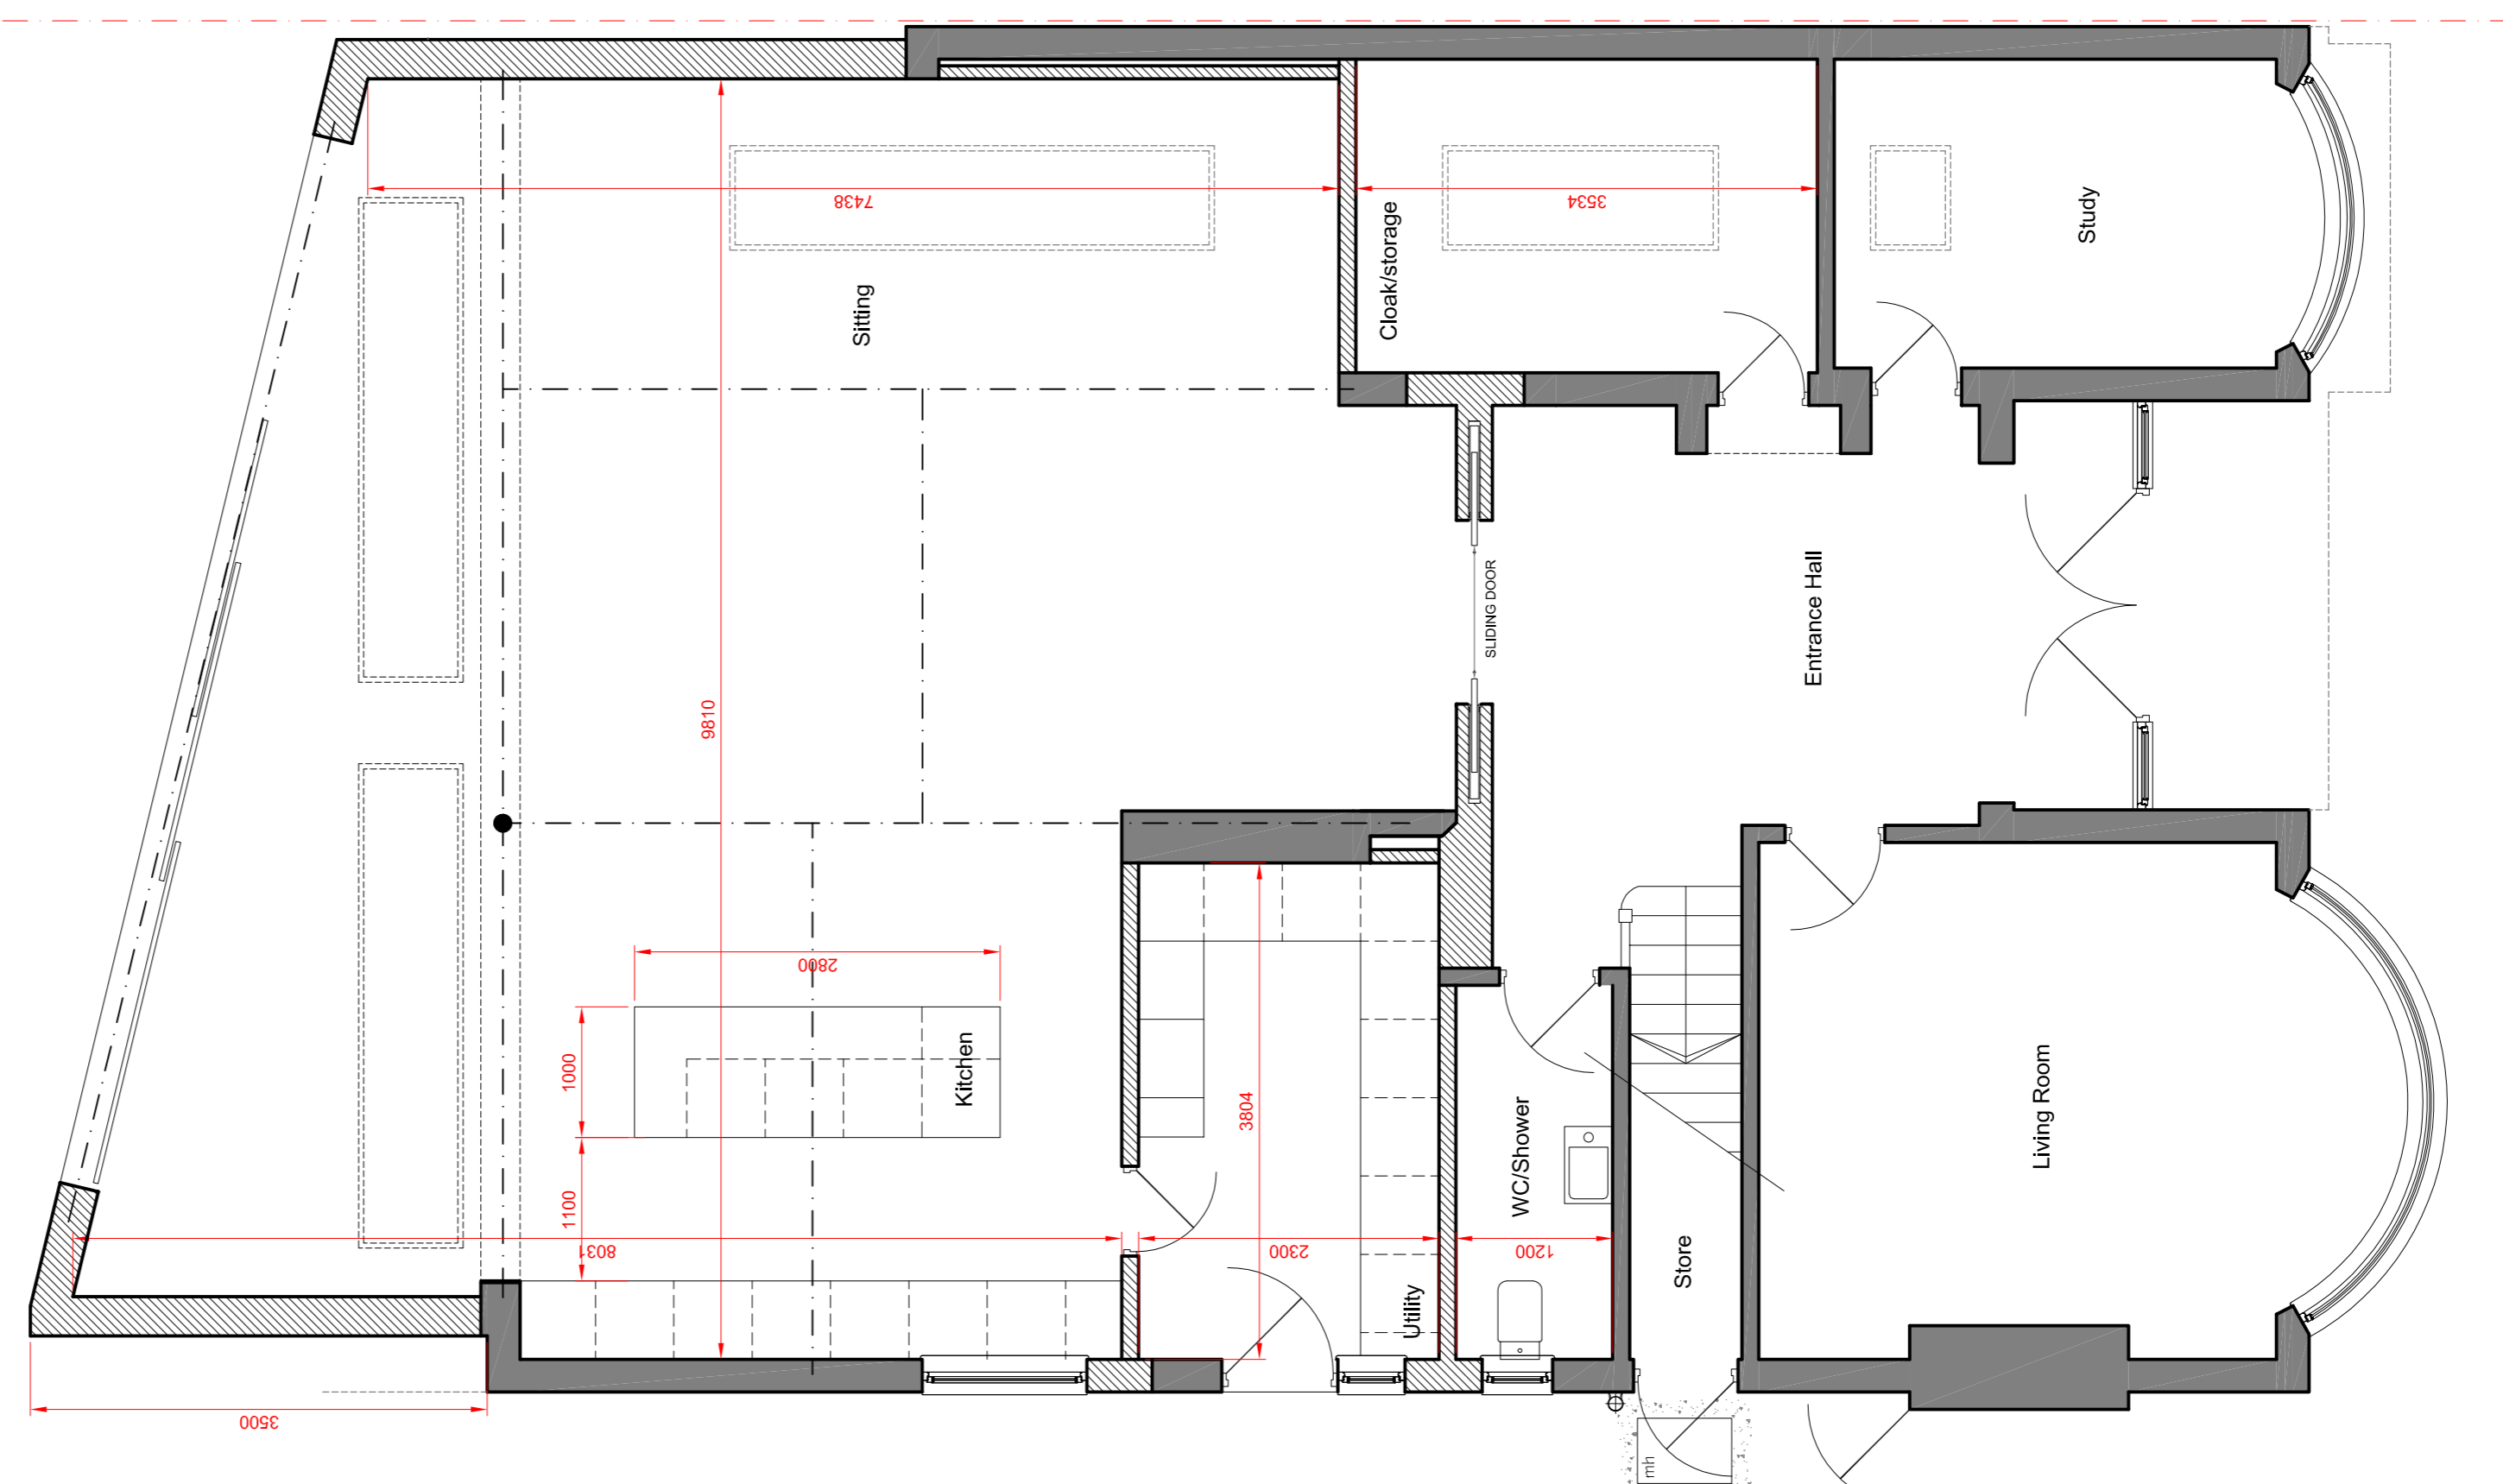 7438
3534
Cloak/storage
Study
Sitting
SLIDING DOOR
Entrance Hall
9810
2800
1000
Kitchen
3804
WC/Shower
Living Room
1100
8031
2300
1200
Utility
Store
3500
mh